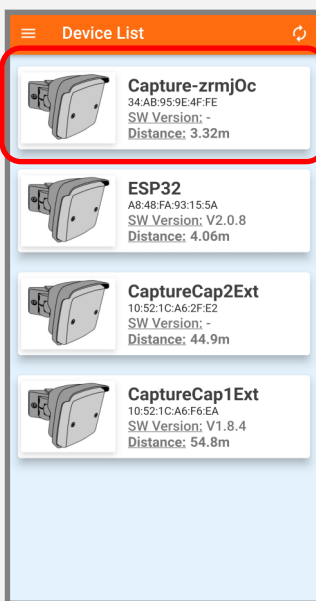 Device List
Capture-zrmjOc
34:AB:95:9E:4F:FE
SW Version: -
Distance: 3.32m
ESP32
A8:48:FA:93:15:5A
SW Version: V2.0.8
Distance: 4.06m
CaptureCap2Ext
10:52:1C:A6:2F:E2
SW Version: -
Distance: 44.9m
CaptureCap1Ext
10:52:1C:A6:F6:EA
SW Version: V1.8.4
Distance: 54.8m